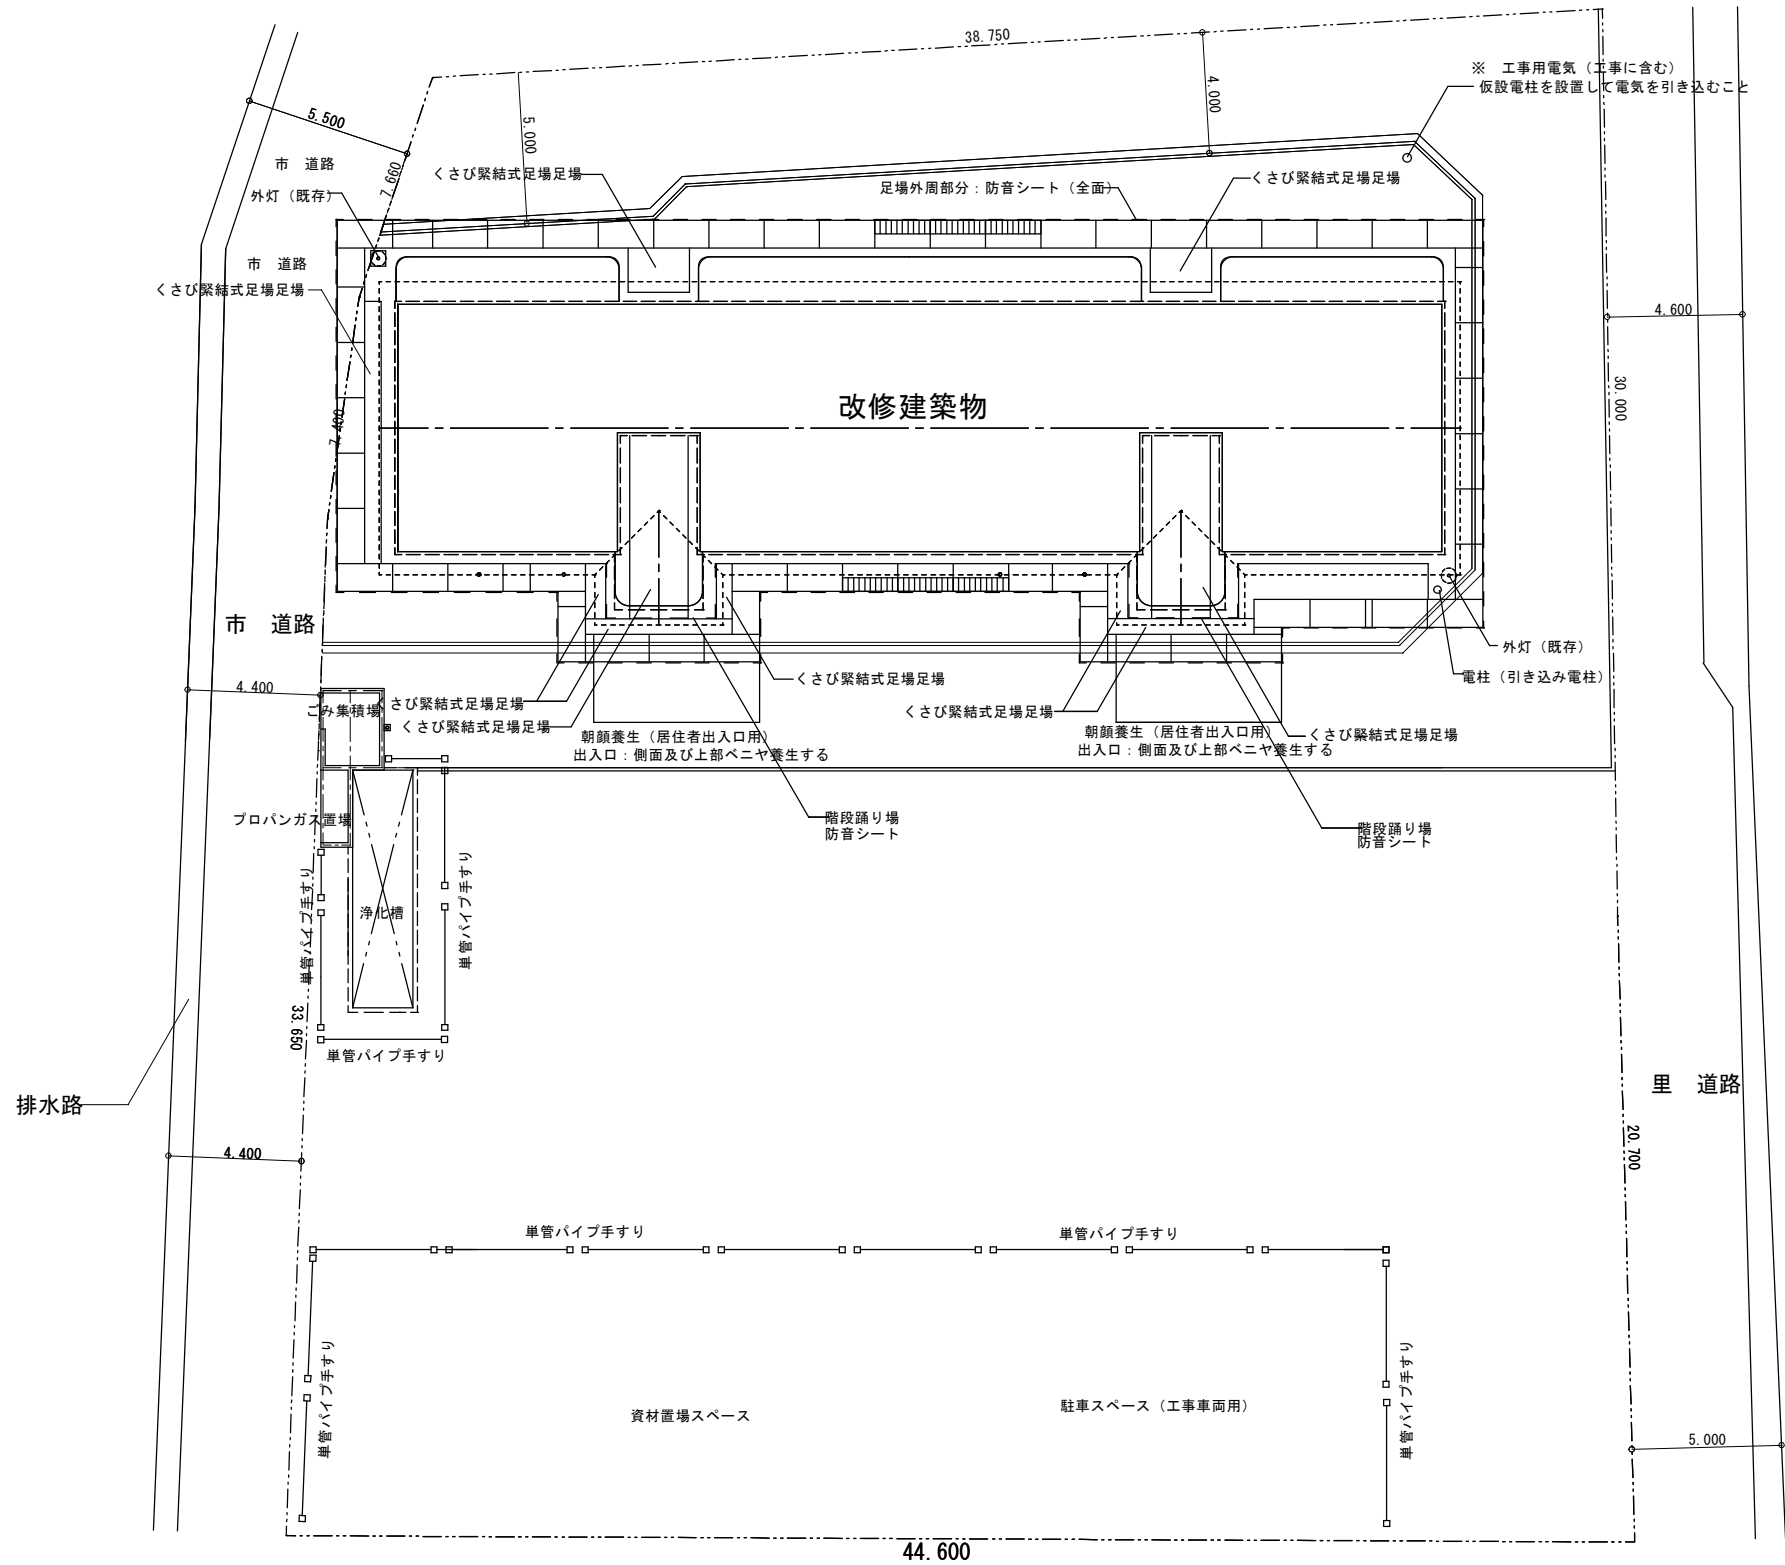 38.750
※　工事用電気（工事に含む）
仮設電柱を設置して電気を引き込むこと
5.500
4.000
5.000
市　道路
7.660
くさび緊結式足場足場
足場外周部分：防音シート（全面）
くさび緊結式足場足場
外灯（既存）
市　道路
くさび緊結式足場足場
4.600
30.000
改修建築物
7.400
市　道路
外灯（既存）
電柱（引き込み電柱）
4.400
くさび緊結式足場足場
くさび緊結式足場足場
ごみ集積場
くさび緊結式足場足場
くさび緊結式足場足場
くさび緊結式足場足場
朝顔養生（居住者出入口用）
出入口：側面及び上部ベニヤ養生する
朝顔養生（居住者出入口用）
出入口：側面及び上部ベニヤ養生する
プロパンガス置場
階段踊り場
防音シート
階段踊り場
防音シート
単管パイプ手すり
単管パイプ手すり
浄化槽
33.650
単管パイプ手すり
排水路
里　道路
4.400
20.700
単管パイプ手すり
単管パイプ手すり
単管パイプ手すり
資材置場スペース
駐車スペース（工事車両用）
単管パイプ手すり
5.000
44.600